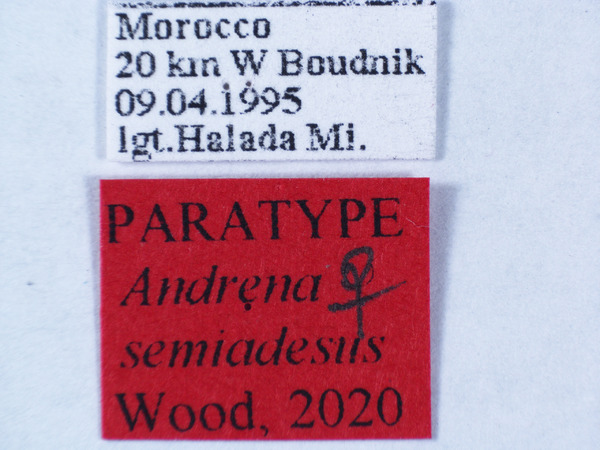 Morocco
20 km W Boudnik
09.04.1995
lgt.Halada Mi.
PARATYPE
Andrena ♀
semiadesus
Wood, 2020